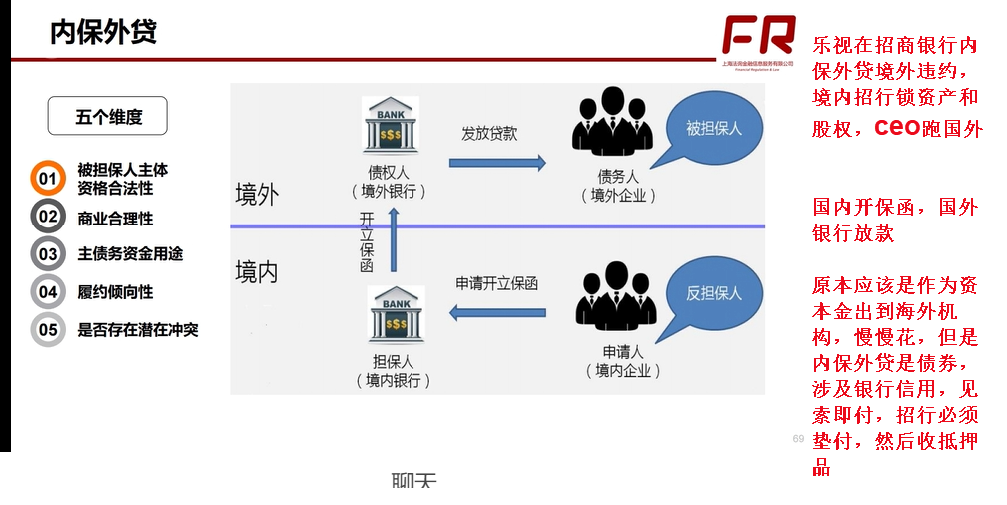 内保外贷
FR
上海法询金融信息服务有限公司
Financial Regulation & Law
五个维度
01
被担保人主体
资格合法性
02
商业合理性
03
主债务资金用途
04
履约倾向性
05
是否存在潜在冲突
BANK
$$$
债权人
（境外银行）
发放贷款
债务人
（境外企业）
被担保人
境外
开立保函
境内
BANK
$$$
担保人
（境内银行）
申请开立保函
申请人
（境内企业）
反担保人
乐视在招商银行内
保外贷境外违约，
境内招行锁资产和
股权，ceo跑国外
国内开保函，国外
银行放款
原本应该是作为资
本金出到海外机
构，慢慢花，但是
内保外贷是债券，
涉及银行信用，见
索即付，招行必须
垫付，然后收抵押
品
69
聊天